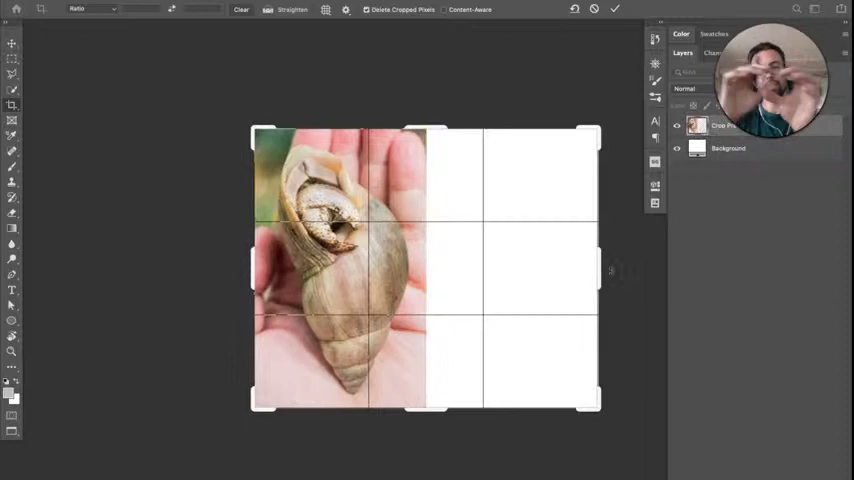 Ratio
Clear
Straighten
Delete Cropped Pixels
Content-Aware
Color
Swatches
Layers
Normal
Background